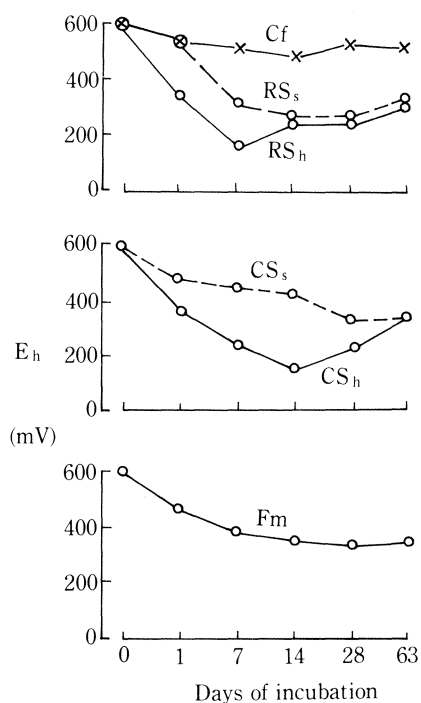 600
400
200
0
Cf
RSs
RSh
600
400
200
0
CSs
CSh
Eh
(mV)
600
400
200
0
Fm
0 1 7 14 28 63
Days of incubation